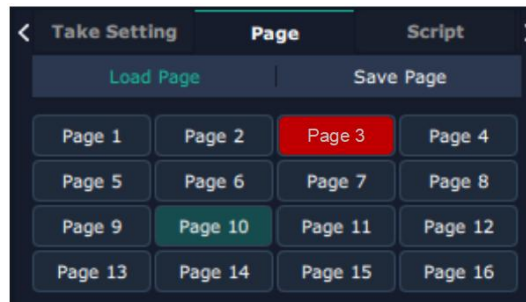 Take Setting Page Script
Load Page Save Page
Page 1 Page 2 Page 3 Page 4
Page 5 Page 6 Page 7 Page 8
Page 9 Page 10 Page 11 Page 12
Page 13 Page 14 Page 15 Page 16